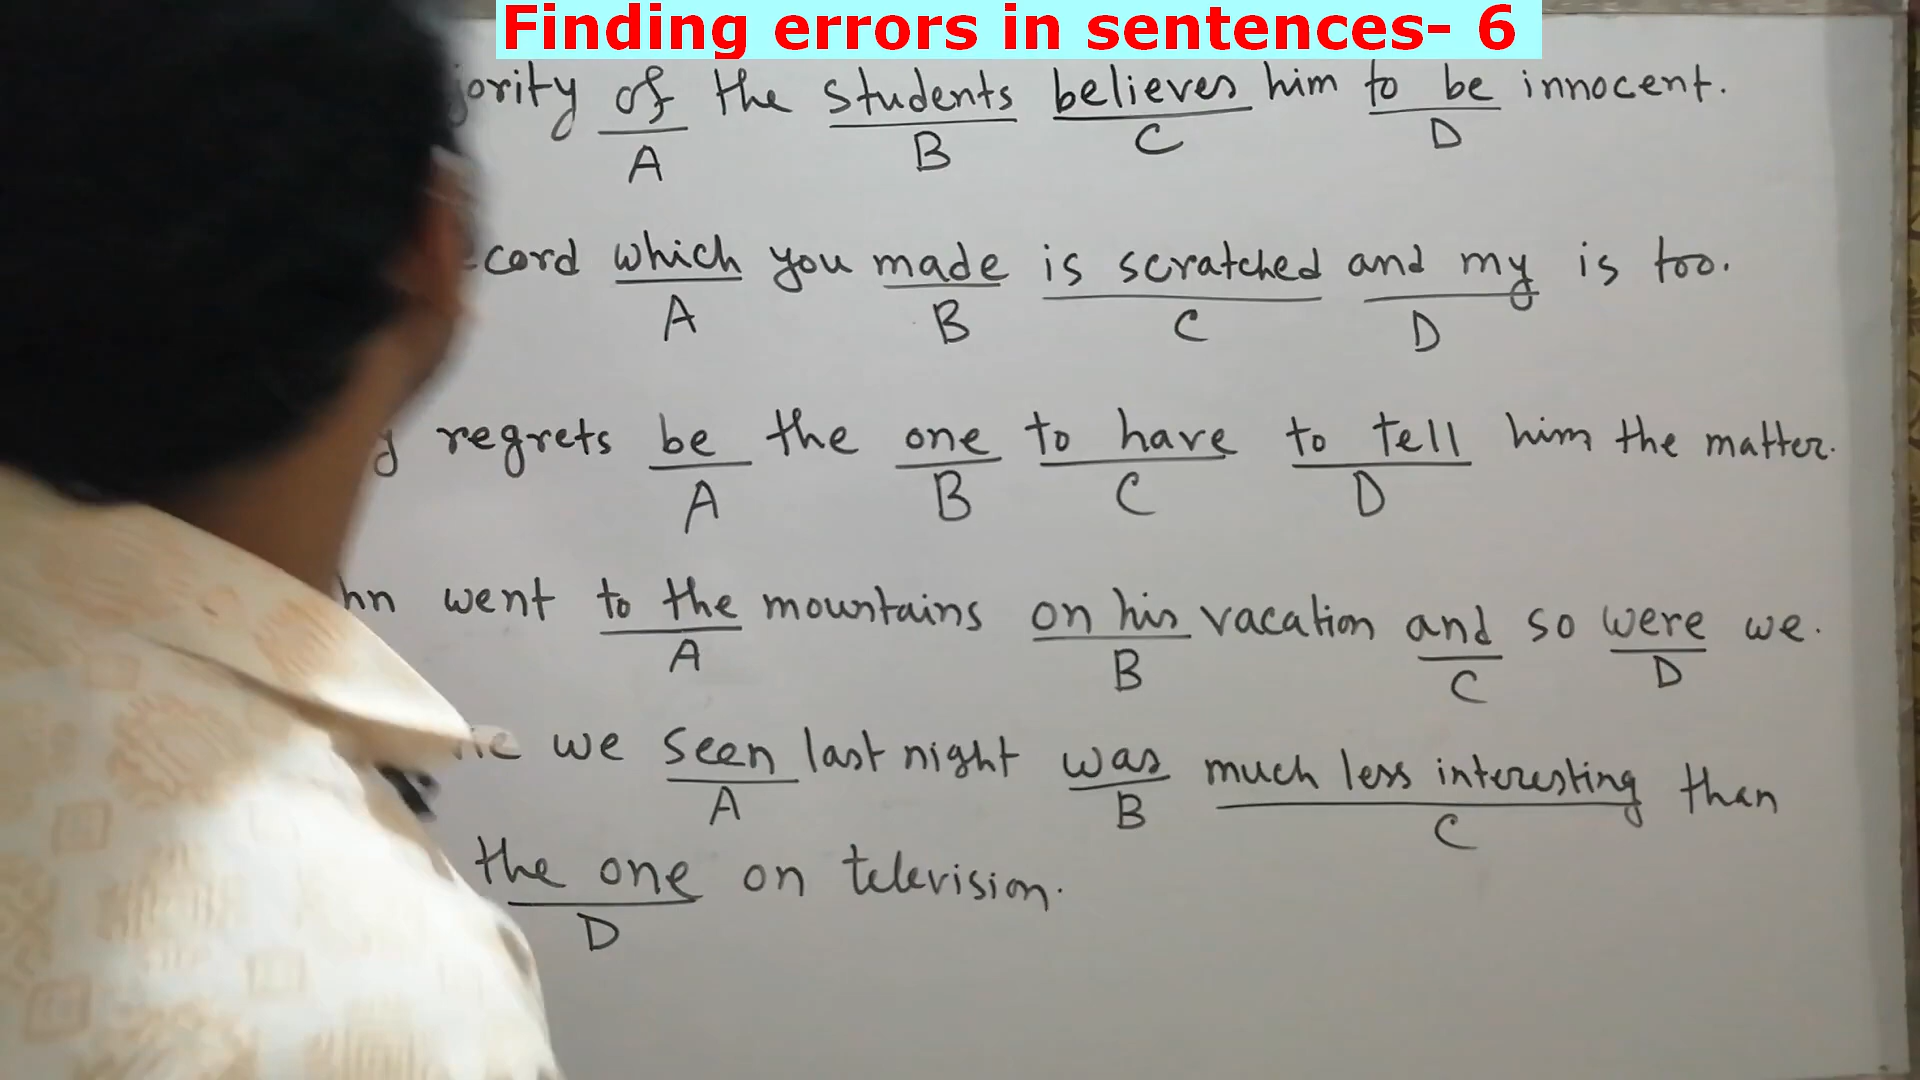 Finding errors in sentences- 6
jority of the students believes him to be innocent.
A B C D
cord which you made is scratched and my is too.
A B C D
regrets be the one to have to tell him the matter.
A B C D
hn went to the mountains on his vacation and so were we.
A B C D
we seen last night was much less interesting than
A B C
the one on television.
D